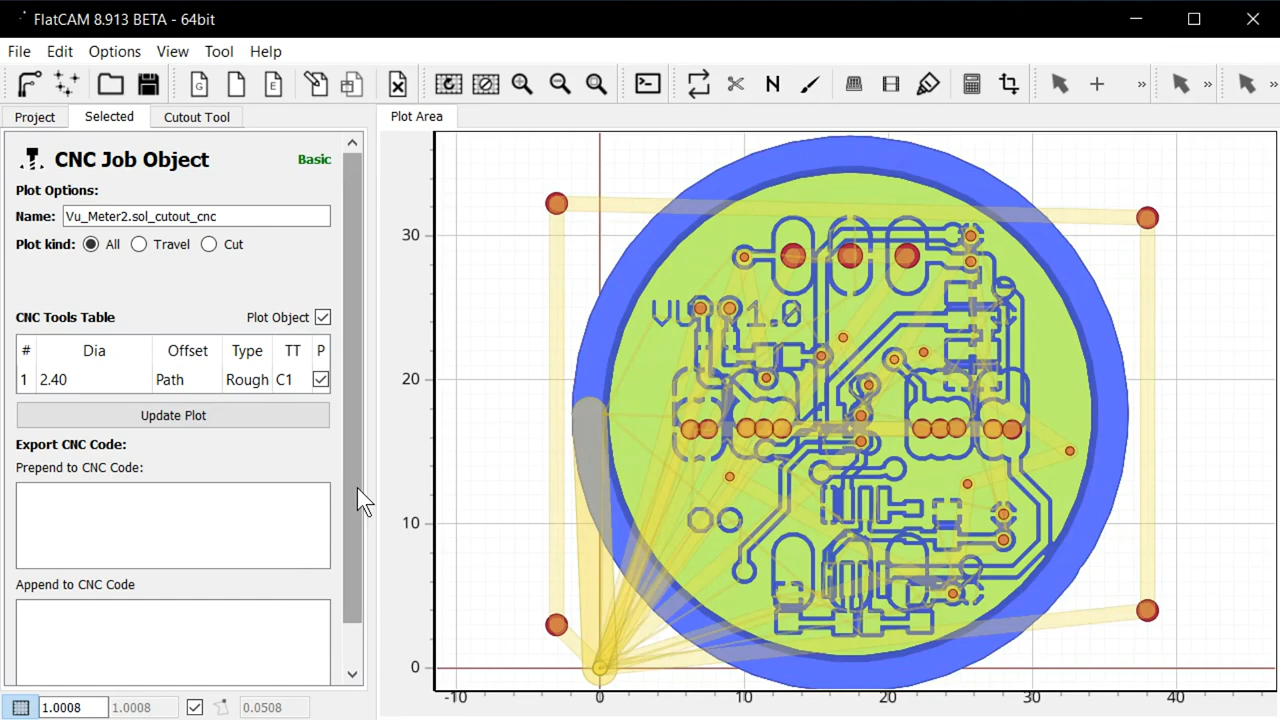 FlatCAM 8.913 BETA - 64bit
File Edit Options View Tool Help
G E N » » »
Project Selected Cutout Tool
Plot Area
CNC Job Object Basic
Plot Options:
Name: Vu_Meter2.sol_cutout_cnc
Plot kind: All Travel Cut
CNC Tools Table Plot Object
# Dia Offset Type TT P
1 2.40 Path Rough C1
Update Plot
Export CNC Code:
Prepend to CNC Code:
Append to CNC Code
30
20
10
0
-10 0 10 20 30 40
VU 1.0
1.0008 1.0008 0.0508